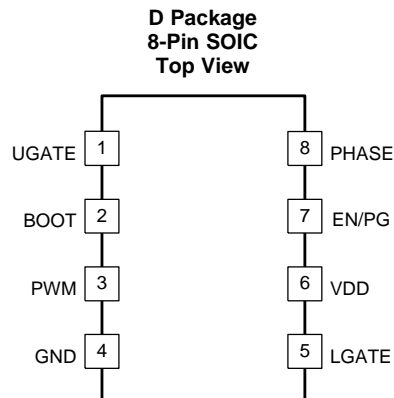 D Package
8-Pin SOIC
Top View
UGATE 1 8 PHASE
BOOT 2 7 EN/PG
PWM 3 6 VDD
GND 4 5 LGATE